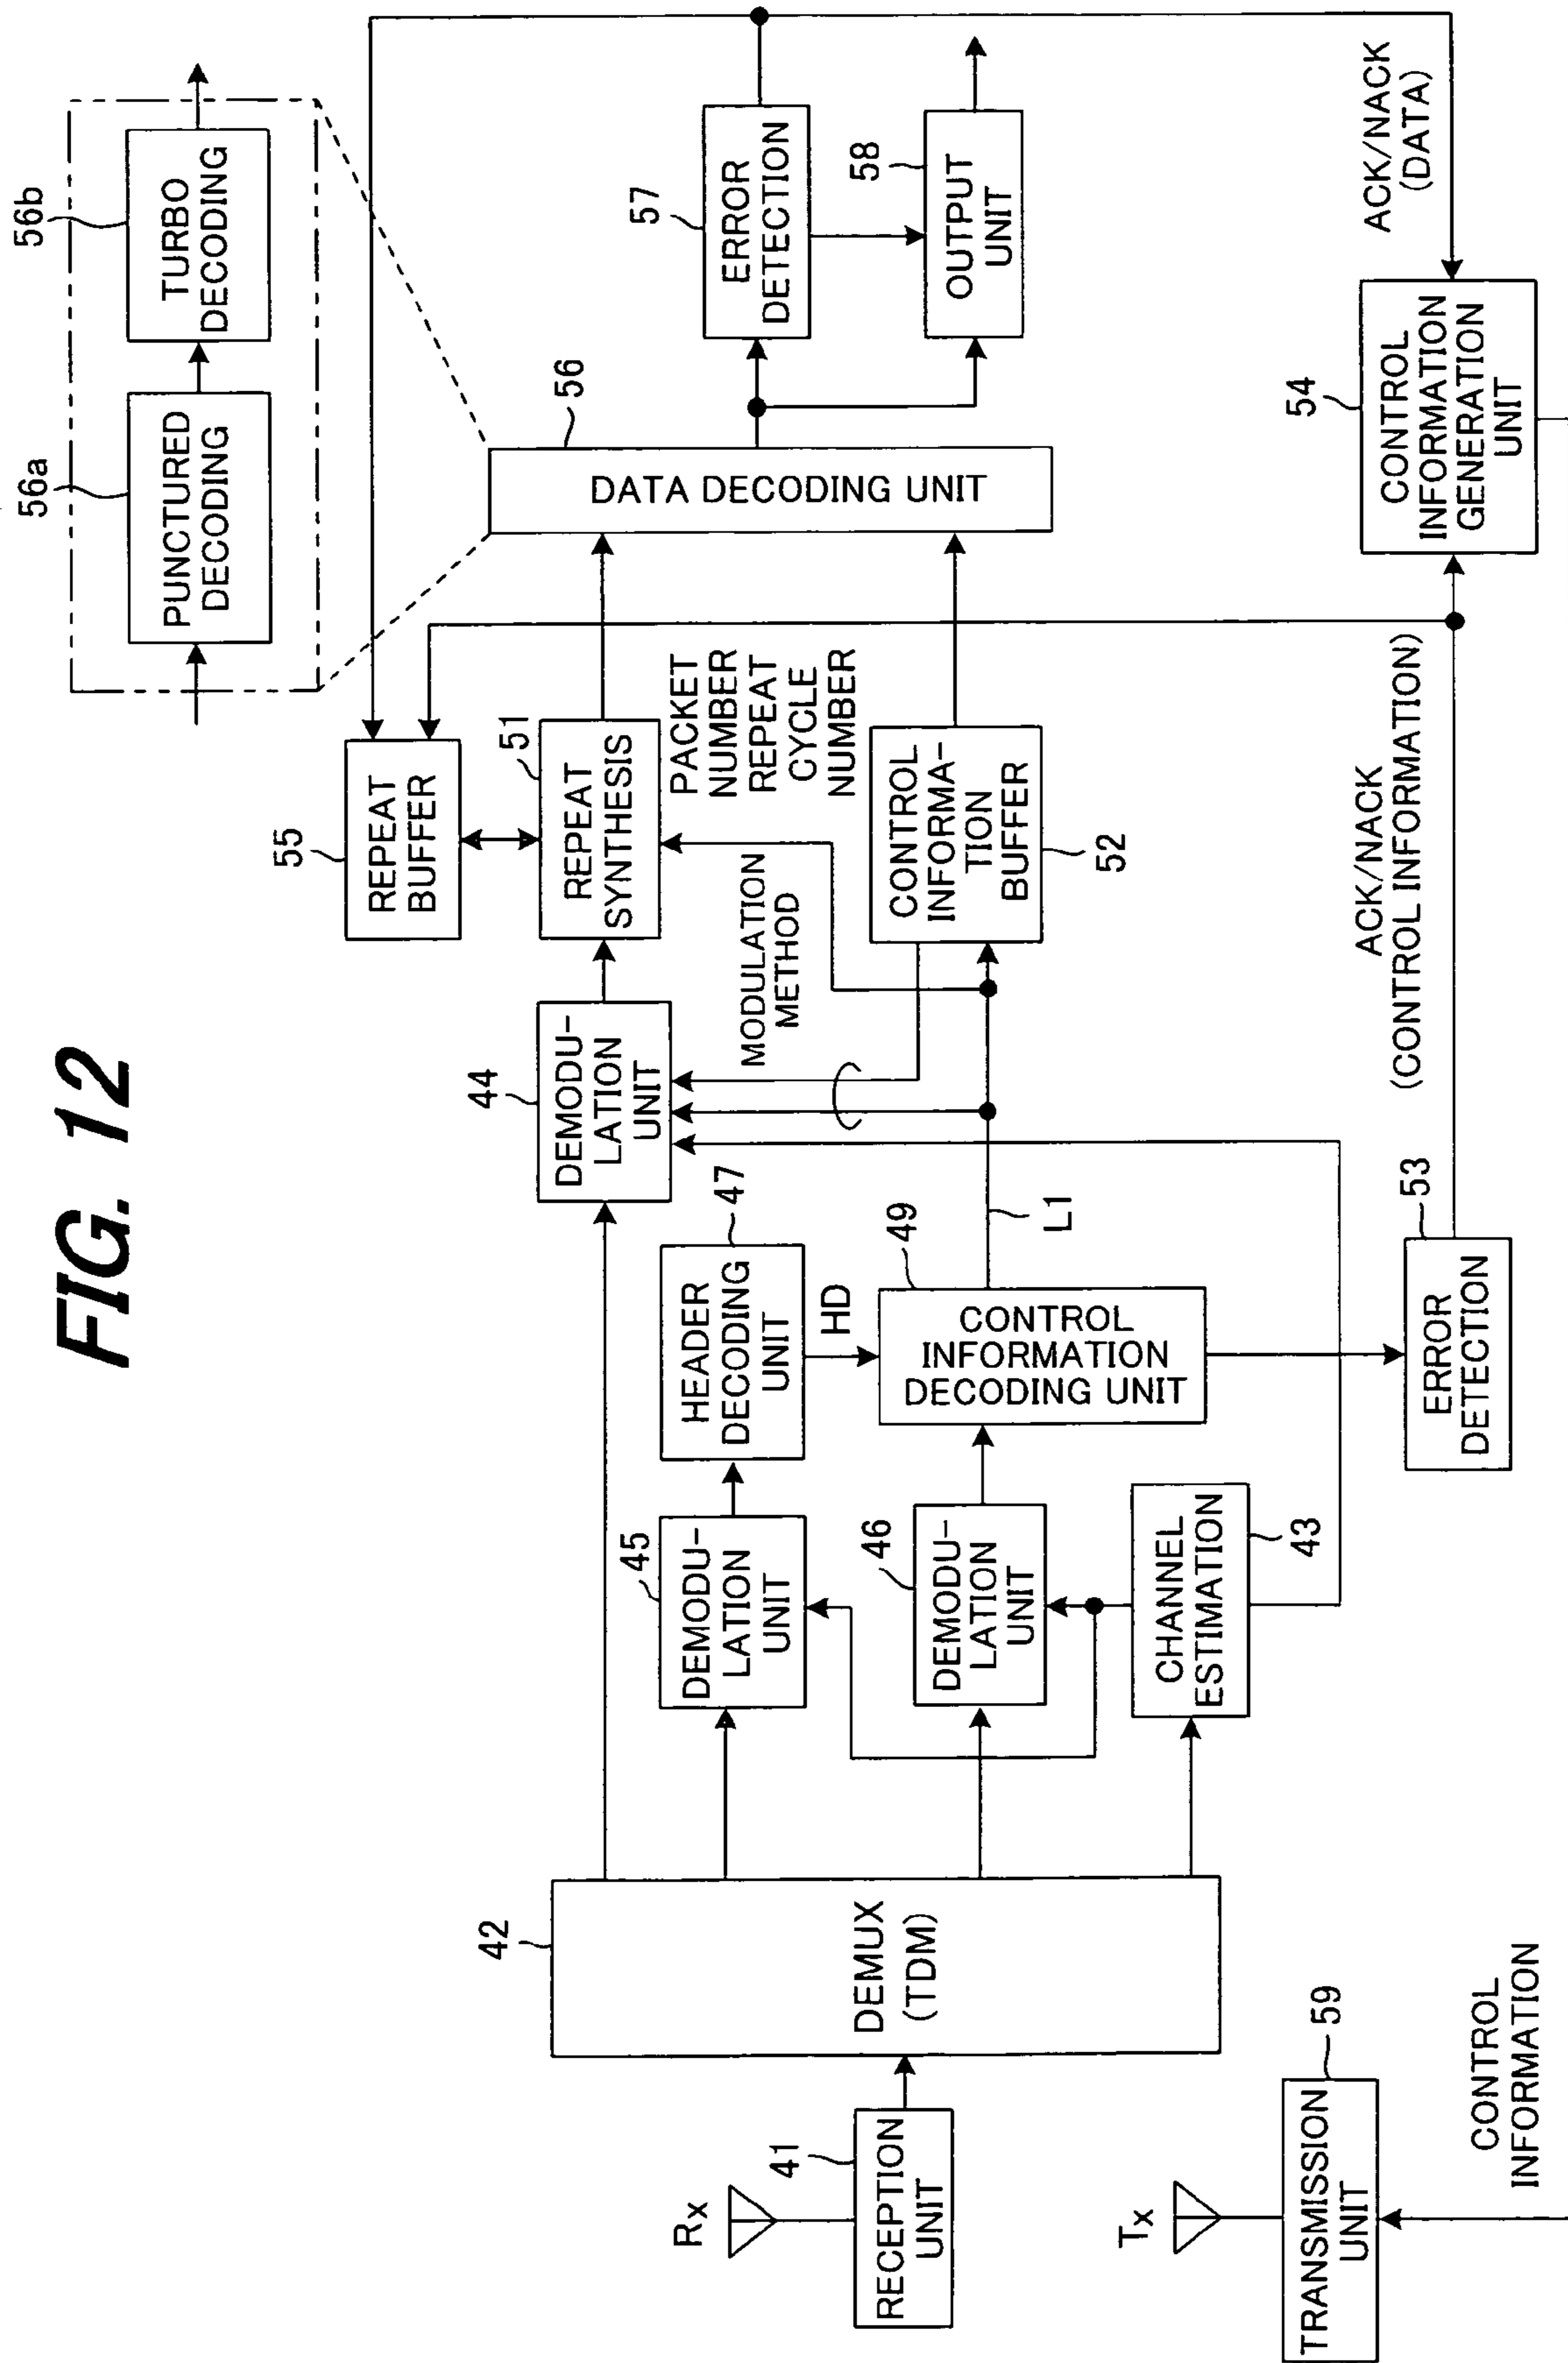 FIG. 12
56a
PUNCTURED
DECODING
56b
TURBO
DECODING
55
REPEAT
BUFFER
44
DEMODU-
LATION
UNIT
51
REPEAT
SYNTHESIS
56
DATA DECODING UNIT
57
ERROR
DETECTION
58
OUTPUT
UNIT
PACKET
NUMBER
REPEAT
CYCLE
NUMBER
MODULATION
METHOD
45
DEMODU-
LATION
UNIT
47
HEADER
DECODING
UNIT
HD
42
DEMUX
(TDM)
Rx
41
RECEPTION
UNIT
46
DEMODU-
LATION
UNIT
49
CONTROL
INFORMATION
DECODING UNIT
L1
CONTROL
INFORMA-
TION
BUFFER
52
CHANNEL
ESTIMATION
43
Tx
59
TRANSMISSION
UNIT
CONTROL
INFORMATION
53
ERROR
DETECTION
ACK/NACK
(CONTROL INFORMATION)
54
CONTROL
INFORMATION
GENERATION
UNIT
ACK/NACK
(DATA)